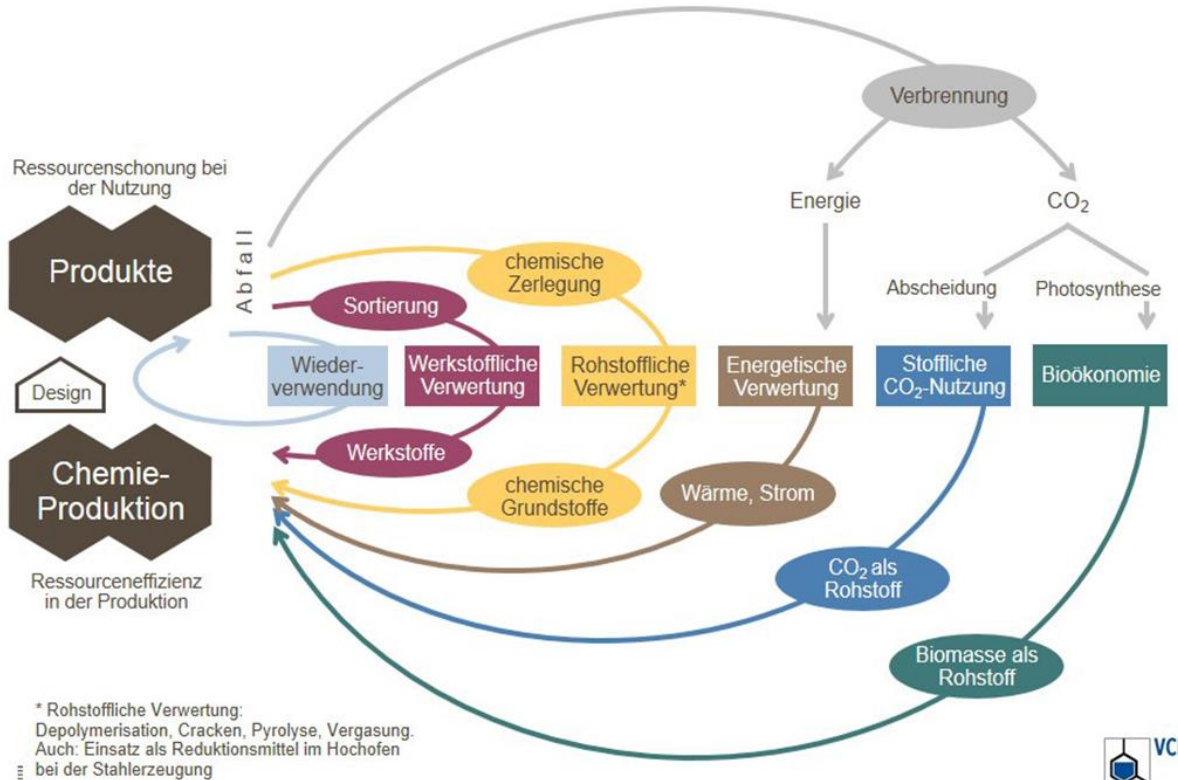 Verbrennung
Ressourcenschonung bei
der Nutzung
Energie
CO₂
Produkte
Abfall
chemische
Zerlegung
Sortierung
Abscheidung
Photosynthese
Design
Wieder-
verwendung
Werkstoffliche
Verwertung
Rohstoffliche
Verwertung*
Energetische
Verwertung
Stoffliche
CO₂-Nutzung
Bioökonomie
Chemie-
Produktion
Werkstoffe
chemische
Grundstoffe
Wärme, Strom
Ressourceneffizienz
in der Produktion
CO₂ als
Rohstoff
Biomasse als
Rohstoff
* Rohstoffliche Verwertung:
Depolymerisation, Cracken, Pyrolyse, Vergasung.
Auch: Einsatz als Reduktionsmittel im Hochofen
bei der Stahlerzeugung